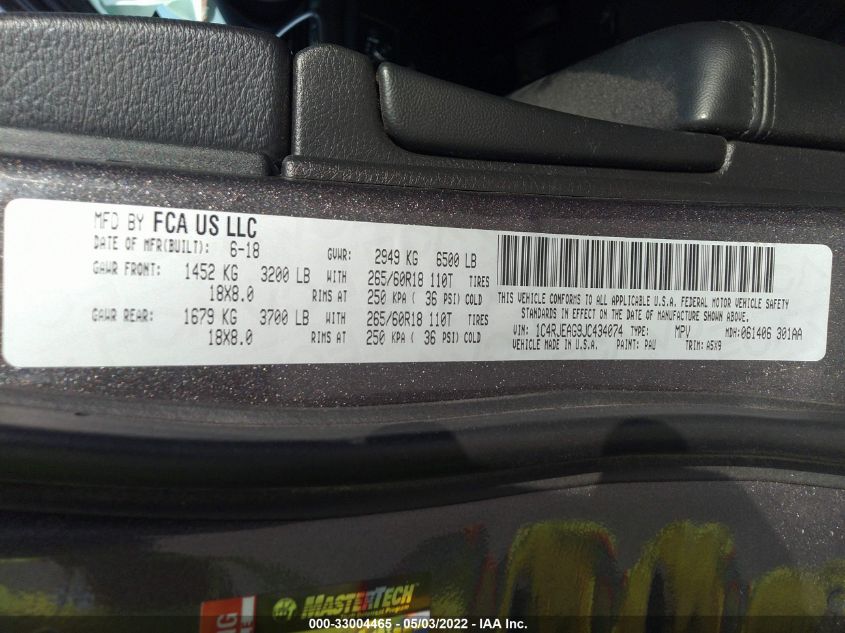 MFD BY FCA US LLC
DATE OF MFR(BUILT): 6-18 GVWR: 2949 KG 6500 LB
GAWR FRONT: 1452 KG 3200 LB WITH 265/60R18 110T TIRES
18X8.0 RIMS AT 250 KPA ( 36 PSI) COLD
GAWR REAR: 1679 KG 3700 LB WITH 265/60R18 110T TIRES
18X8.0 RIMS AT 250 KPA ( 36 PSI) COLD
THIS VEHICLE CONFORMS TO ALL APPLICABLE U.S.A. FEDERAL MOTOR VEHICLE SAFETY
STANDARDS IN EFFECT ON THE DATE OF MANUFACTURE SHOWN ABOVE
VIN: 1C4RJEAG9JC434074 TYPE: MPV MDH:061406 301AA
VEHICLE MADE IN U.S.A. PAINT: PAU TRIM: A5X9
MASTERTECH
000-33004465 - 05/03/2022 - IAA Inc.